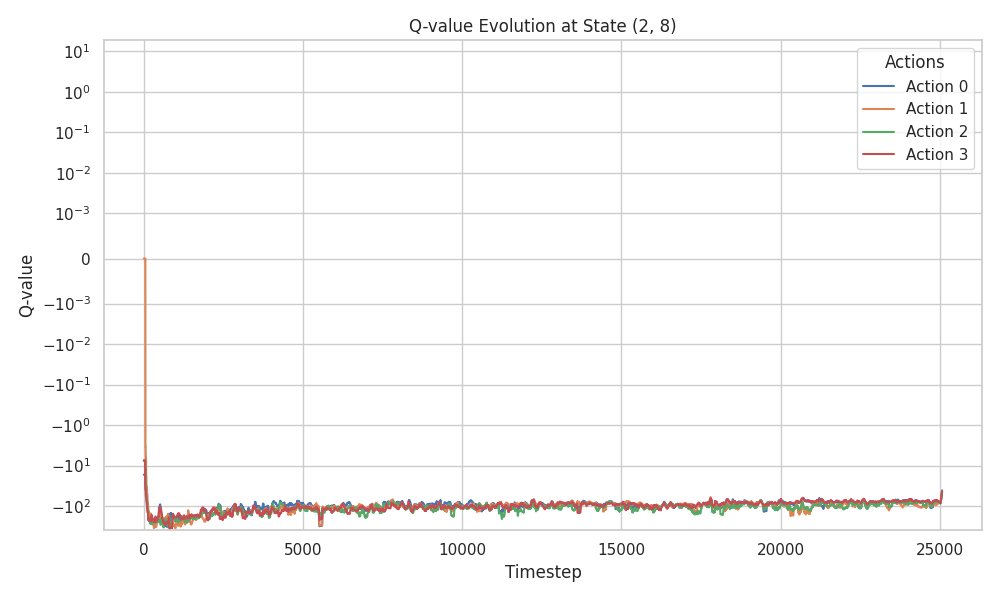 Q-value Evolution at State (2, 8)
Q-value
10¹
10⁰
10⁻¹
10⁻²
10⁻³
0
−10⁻³
−10⁻²
−10⁻¹
−10⁰
−10¹
−10²
Actions
Action 0
Action 1
Action 2
Action 3
0
5000
10000
15000
20000
25000
Timestep